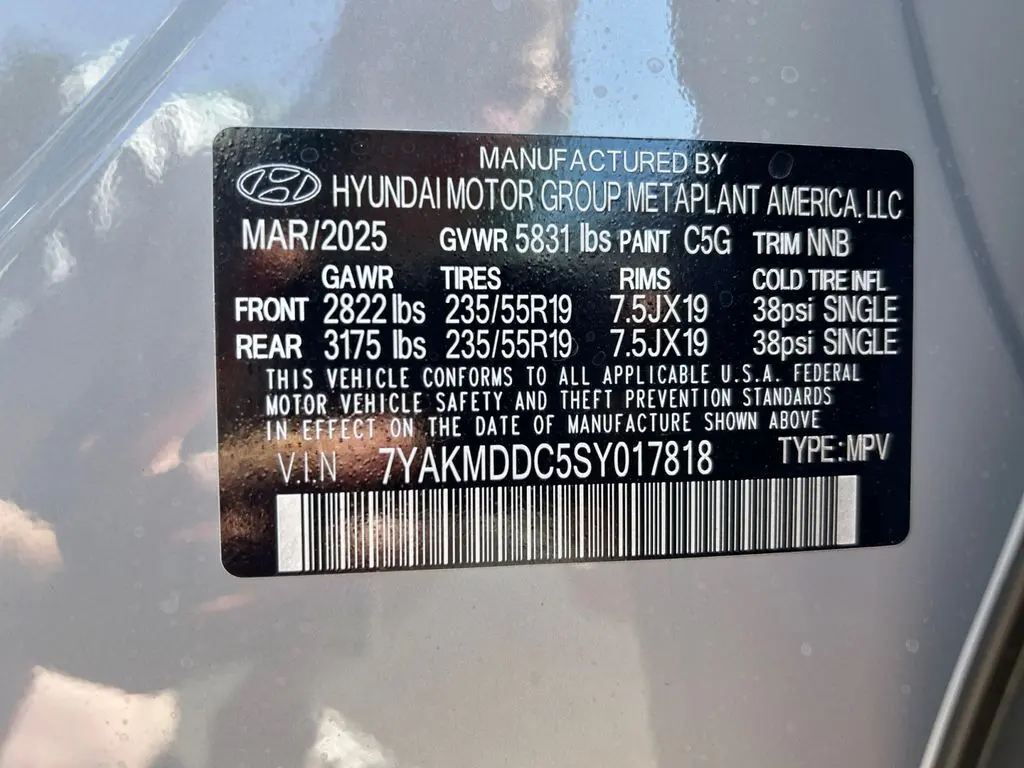 MANUFACTURED BY
HYUNDAI MOTOR GROUP METAPLANT AMERICA, LLC
MAR/2025 GVWR 5831 lbs PAINT C5G TRIM NNB
GAWR TIRES RIMS COLD TIRE INFL
FRONT 2822 lbs 235/55R19 7.5JX19 38psi SINGLE
REAR 3175 lbs 235/55R19 7.5JX19 38psi SINGLE
THIS VEHICLE CONFORMS TO ALL APPLICABLE U.S.A. FEDERAL
MOTOR VEHICLE SAFETY AND THEFT PREVENTION STANDARDS
IN EFFECT ON THE DATE OF MANUFACTURE SHOWN ABOVE
V.I.N 7YAKMDDC5SY017818 TYPE:MPV